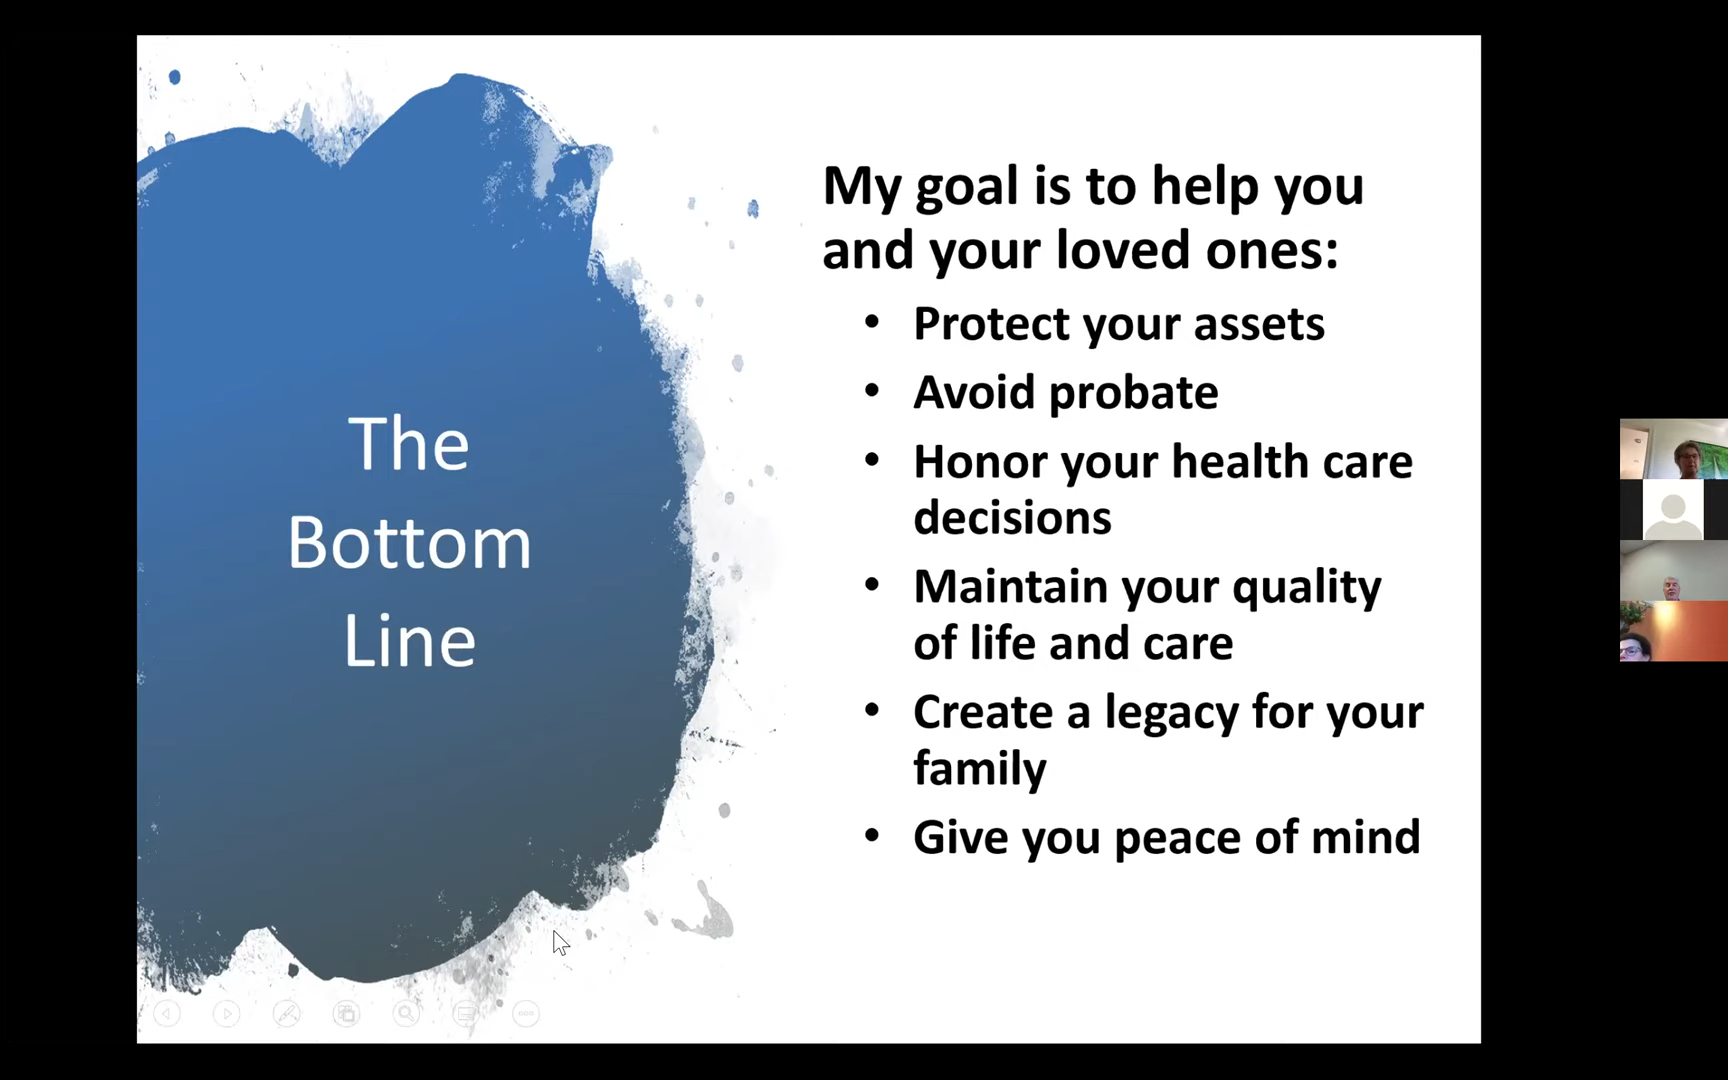 The
Bottom
Line
My goal is to help you
and your loved ones:
• Protect your assets
• Avoid probate
• Honor your health care
decisions
• Maintain your quality
of life and care
• Create a legacy for your
family
• Give you peace of mind